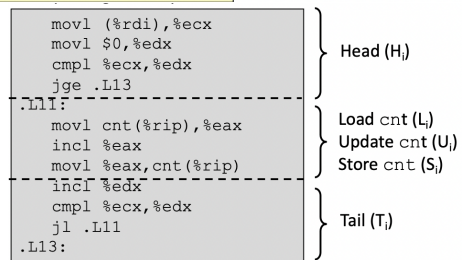 movl (%rdi),%ecx
movl $0,%edx
cmpl %ecx,%edx
jge .L13
Head (Hi)
.L11:
movl cnt(%rip),%eax
incl %eax
movl %eax,cnt(%rip)
Load cnt (Li)
Update cnt (Ui)
Store cnt (Si)
incl %edx
cmpl %ecx,%edx
jl .L11
Tail (Ti)
.L13: